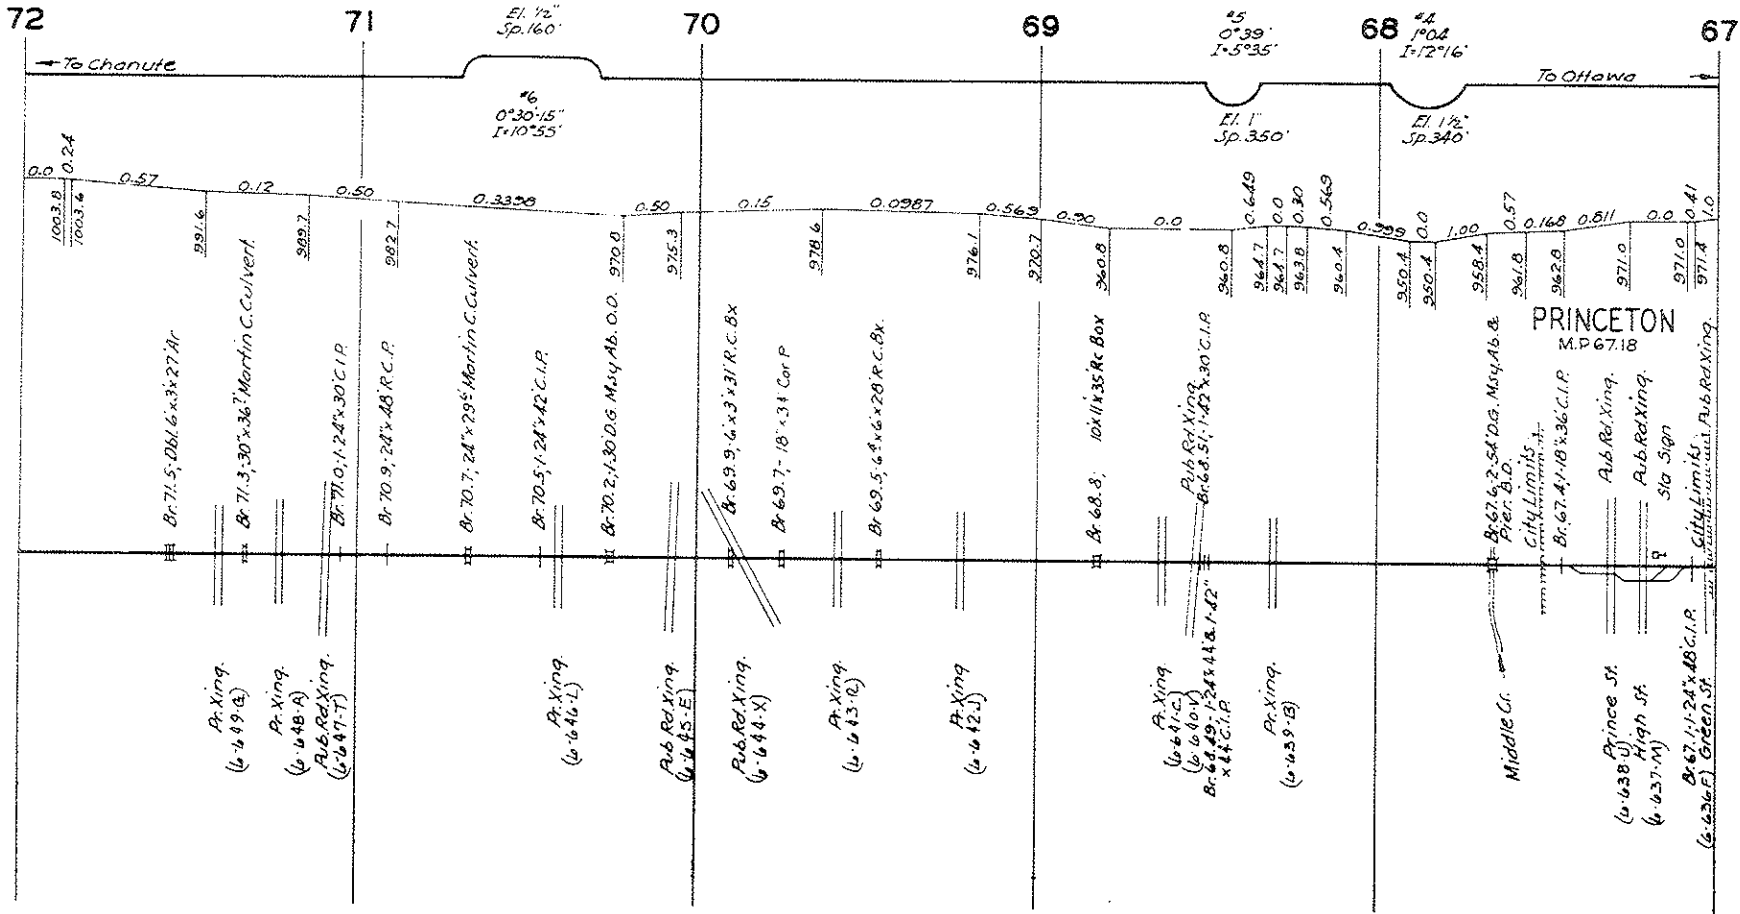 72
71
70
69
68
67
El. 1/2"
Sp. 160'
#5
0°39'
I=5°35'
#4
1°04
I=12°16'
← To Chanute
To Ottawa →
#6
0°30'-15"
I=10°55'
El. 1"
Sp. 350'
El. 1 1/2"
Sp. 340'
0.0
0.24
0.57
0.12
0.50
0.3398
0.50
0.15
0.0987
0.569
0.90
0.0
0.649
0.0
0.30
0.569
0.999
0.0
1.00
0.57
0.168
0.811
0.0
0.41
1.0
1003.8
1003.6
991.6
989.7
982.7
970.8
975.3
978.6
976.1
970.7
960.8
960.8
964.7
964.7
963.8
960.4
950.4
950.4
958.4
961.8
962.8
971.0
971.0
971.4
PRINCETON
M.P 67.18
Br. 71.5; Dbl. 6'x3'x27' Ar
Br. 71.3; 30"x36' Martin C. Culvert.
Br. 71.0; 1-24"x30' C.I.P.
Br 70.9; 24"x48' R.C.P.
Br. 70.7; 24"x29' Martin C. Culvert.
Br. 70.5; 1-24"x42' C.I.P.
Br. 70.2; 1-30' D.G. Msy. Ab. O.D.
Br. 69.9; 6'x3'x31' R.C. Bx
Br 69.7; 18"x34' Cor P
Br 69.5; 6'x6'x28' R.C. Bx.
Br. 68.8; 10'x11'x35' Rc Box
Pub Rd. Xing.
Br. 68.51; 1-42"x30' C.I.P.
Br. 67.6; 2-54' D.G. Msy. Ab. &
Pier. B.D.
City Limits
Br. 67.4; 1-18"x36' C.I.P.
Pub. Rd. Xing.
Pub. Rd. Xing.
Sta Sign
City Limits
Pub. Rd. Xing.
Pr. Xing.
(6-649-G)
Pr. Xing.
(6-648-A)
Pub. Rd. Xing.
(6-647-T)
Pr. Xing.
(6-646-L)
Pub. Rd. Xing.
(6-645-E)
Pub. Rd. Xing.
(6-644-X)
Pr. Xing.
(6-643-R)
Pr. Xing
(6-642-J)
Pr. Xing.
(6-641-C)
(6-640-V)
Br. 68.49-1-24"x44' & 1-42"
x44' C.I.P.
Pr. Xing.
(6-639-B)
Middle Cr.
Prince St.
(6-638-U)
High St.
(6-637-M)
Br. 67.1; 1-24"x48' C.I.P.
(6-636F) Green St.